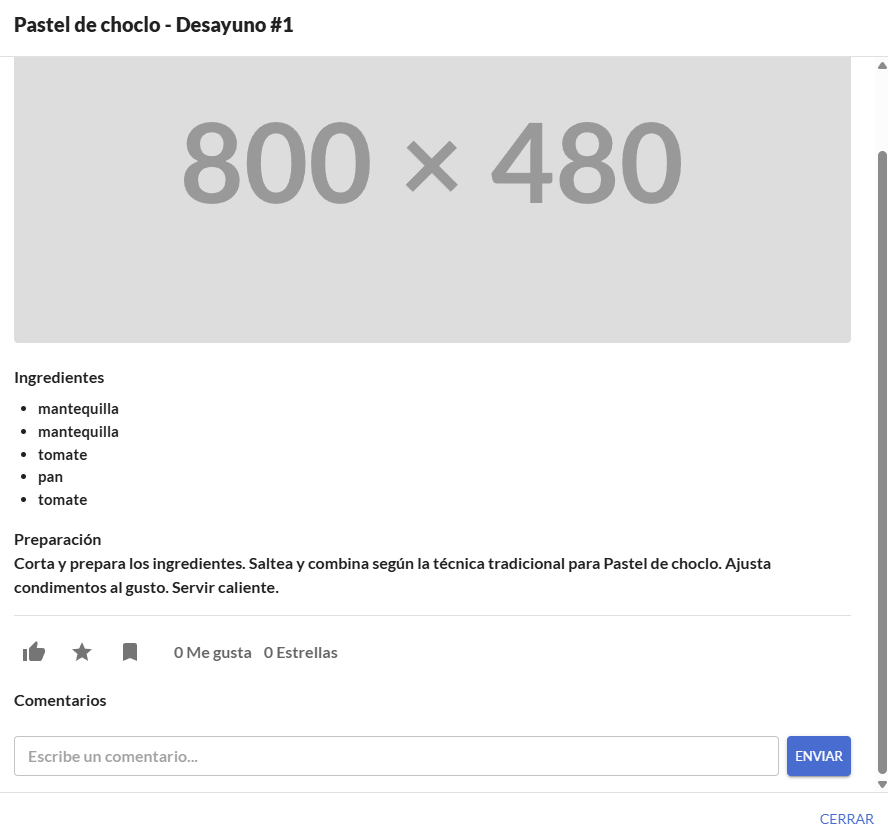 Pastel de choclo - Desayuno #1
800 × 480
Ingredientes
• mantequilla
• mantequilla
• tomate
• pan
• tomate
Preparación
Corta y prepara los ingredientes. Saltea y combina según la técnica tradicional para Pastel de choclo. Ajusta
condimentos al gusto. Servir caliente.
0 Me gusta 0 Estrellas
Comentarios
Escribe un comentario...
ENVIAR
CERRAR